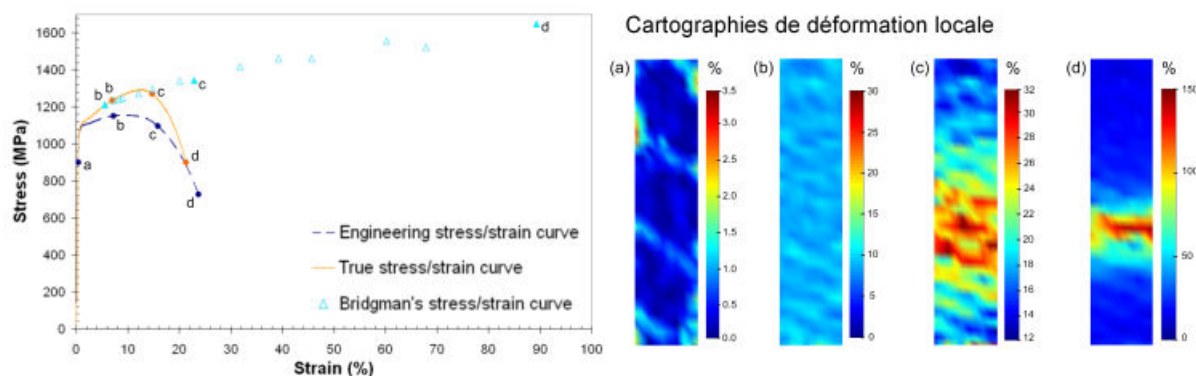 Cartographies de déformation locale
Stress (MPa)
1600
1400
1200
1000
800
600
400
200
0
0 10 20 30 40 50 60 70 80 90 100
Strain (%)
a
b b
b
c
c
c
d
d
d
Engineering stress/strain curve
True stress/strain curve
Bridgman's stress/strain curve
(a) %
3.5
3.0
2.5
2.0
1.5
1.0
0.5
0.0
(b) %
30
25
20
15
10
5
0
(c) %
32
30
28
26
24
22
20
18
16
14
12
(d) %
150
100
50
0